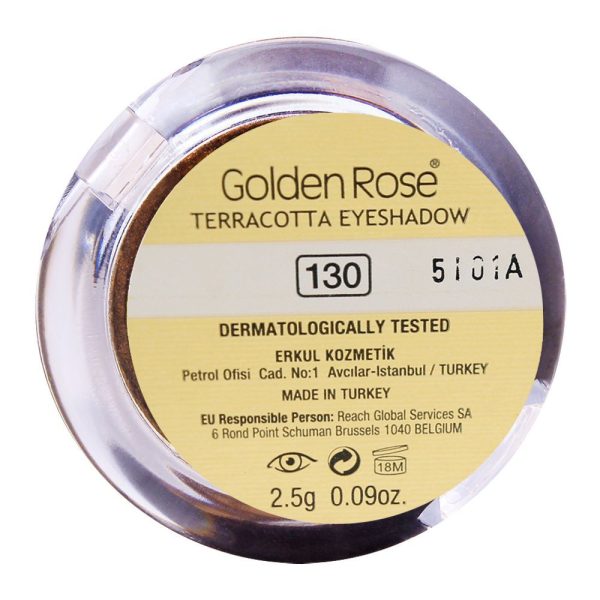 Golden Rose®
TERRACOTTA EYESHADOW
130 5101A
DERMATOLOGICALLY TESTED
ERKUL KOZMETİK
Petrol Ofisi Cad. No:1 Avcılar-Istanbul / TURKEY
MADE IN TURKEY
EU Responsible Person: Reach Global Services SA
6 Rond Point Schuman Brussels 1040 BELGIUM
18M
2.5g 0.09oz.